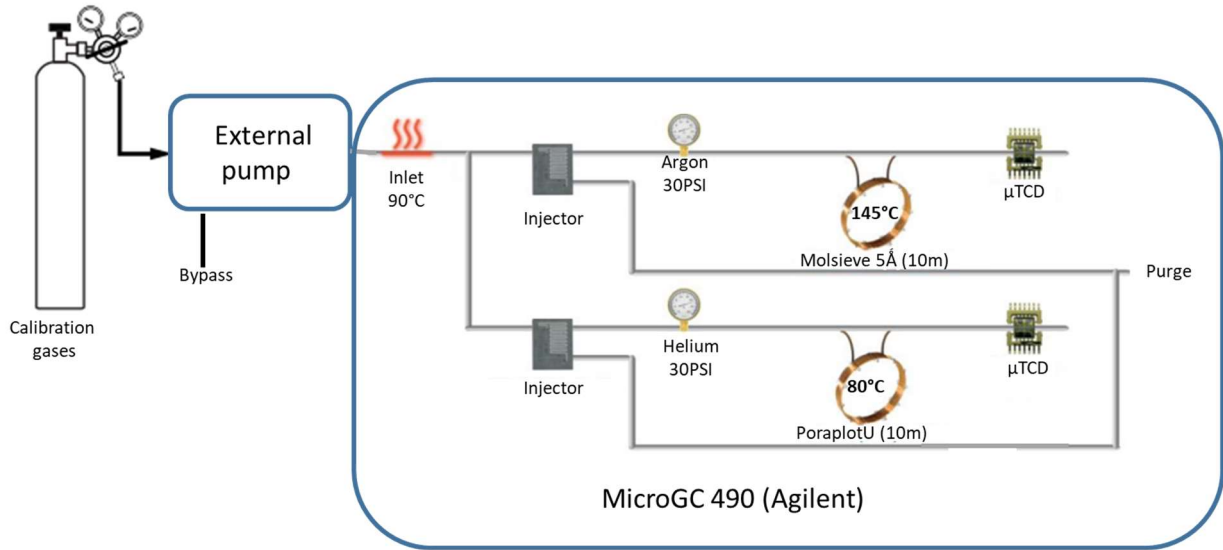 External
pump
Bypass
Calibration
gases
Inlet
90°C
Injector
Argon
30PSI
145°C
Molsieve 5Ǻ (10m)
µTCD
Purge
Injector
Helium
30PSI
80°C
PoraplotU (10m)
µTCD
MicroGC 490 (Agilent)